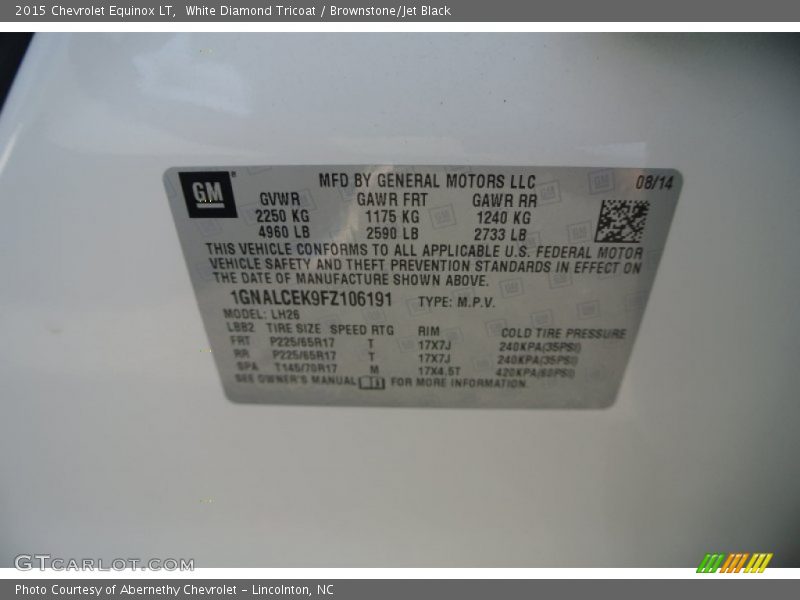 2015 Chevrolet Equinox LT,  White Diamond Tricoat / Brownstone/Jet Black
GM
MFD BY GENERAL MOTORS LLC 08/14
GVWR GAWR FRT GAWR RR
2250 KG 1175 KG 1240 KG
4960 LB 2590 LB 2733 LB
THIS VEHICLE CONFORMS TO ALL APPLICABLE U.S. FEDERAL MOTOR
VEHICLE SAFETY AND THEFT PREVENTION STANDARDS IN EFFECT ON
THE DATE OF MANUFACTURE SHOWN ABOVE.
1GNALCEK9FZ106191 TYPE: M.P.V.
MODEL: LH26
LBB2 TIRE SIZE SPEED RTG RIM COLD TIRE PRESSURE
FRT P225/65R17 T 17X7J 240KPA(35PSI)
RR P225/65R17 T 17X7J 240KPA(35PSI)
SPA T145/70R17 M 17X4.5T 420KPA(60PSI)
SEE OWNER'S MANUAL FOR MORE INFORMATION.
GTCARLOT.COM
Photo Courtesy of Abernethy Chevrolet – Lincolnton, NC